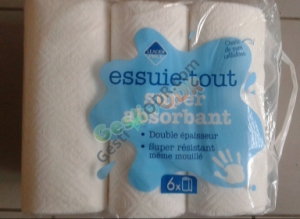 essuie-tout
super
absorbant
• Double épaisseur
• Super résistant
même mouillé
6x